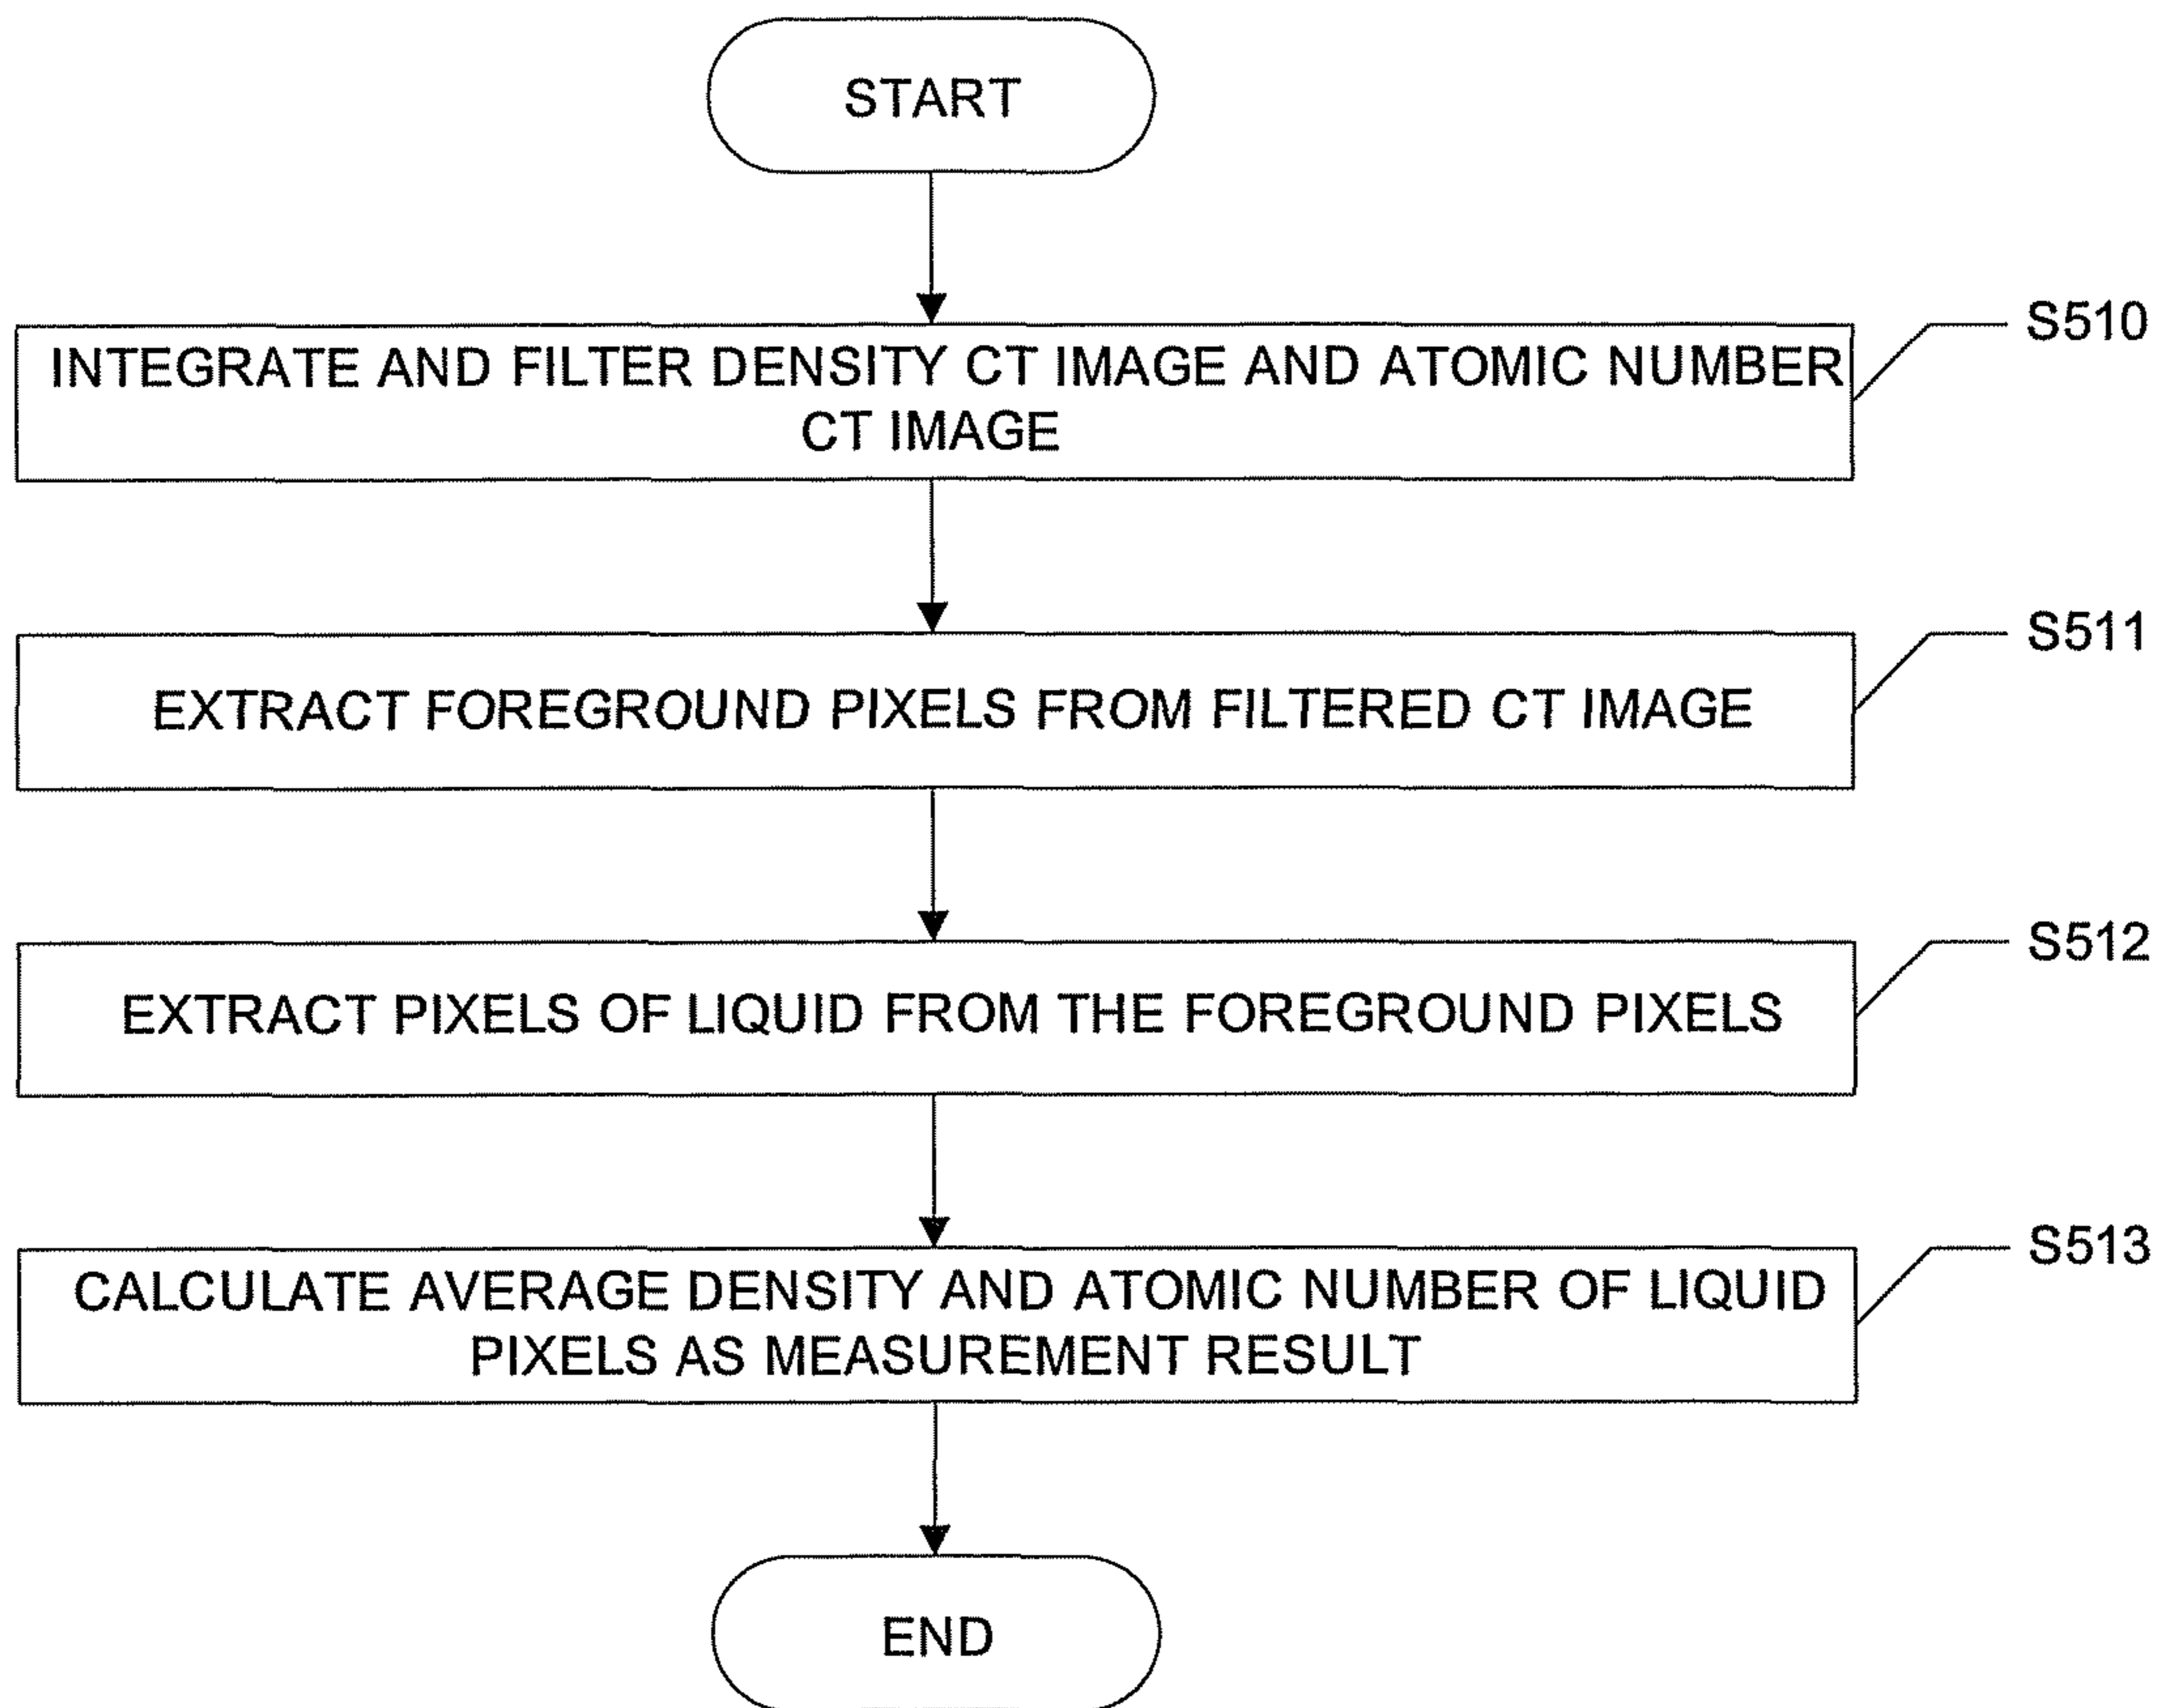 START
S510
INTEGRATE AND FILTER DENSITY CT IMAGE AND ATOMIC NUMBER
CT IMAGE
S511
EXTRACT FOREGROUND PIXELS FROM FILTERED CT IMAGE
S512
EXTRACT PIXELS OF LIQUID FROM THE FOREGROUND PIXELS
S513
CALCULATE AVERAGE DENSITY AND ATOMIC NUMBER OF LIQUID
PIXELS AS MEASUREMENT RESULT
END